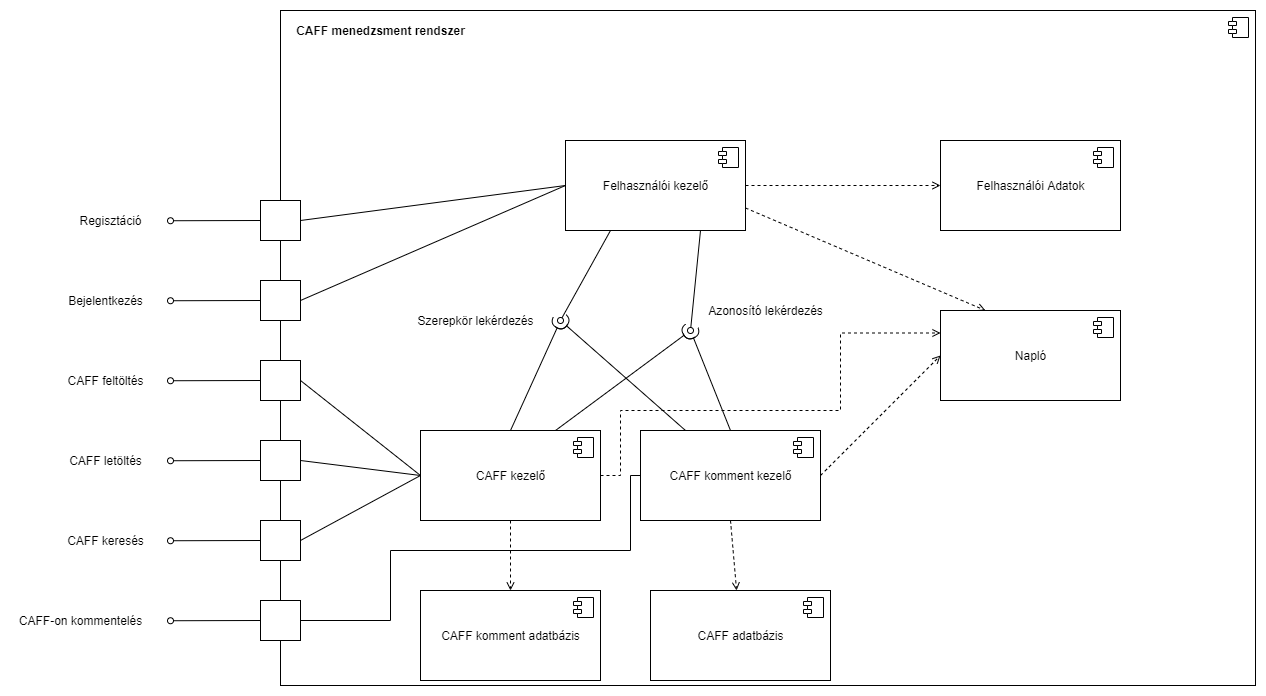 CAFF menedzsment rendszer
Felhasználói kezelő
Felhasználói Adatok
Regisztáció
Bejelentkezés
Szerepkör lekérdezés
Azonosító lekérdezés
Napló
CAFF feltöltés
CAFF letöltés
CAFF kezelő
CAFF komment kezelő
CAFF keresés
CAFF-on kommentelés
CAFF komment adatbázis
CAFF adatbázis